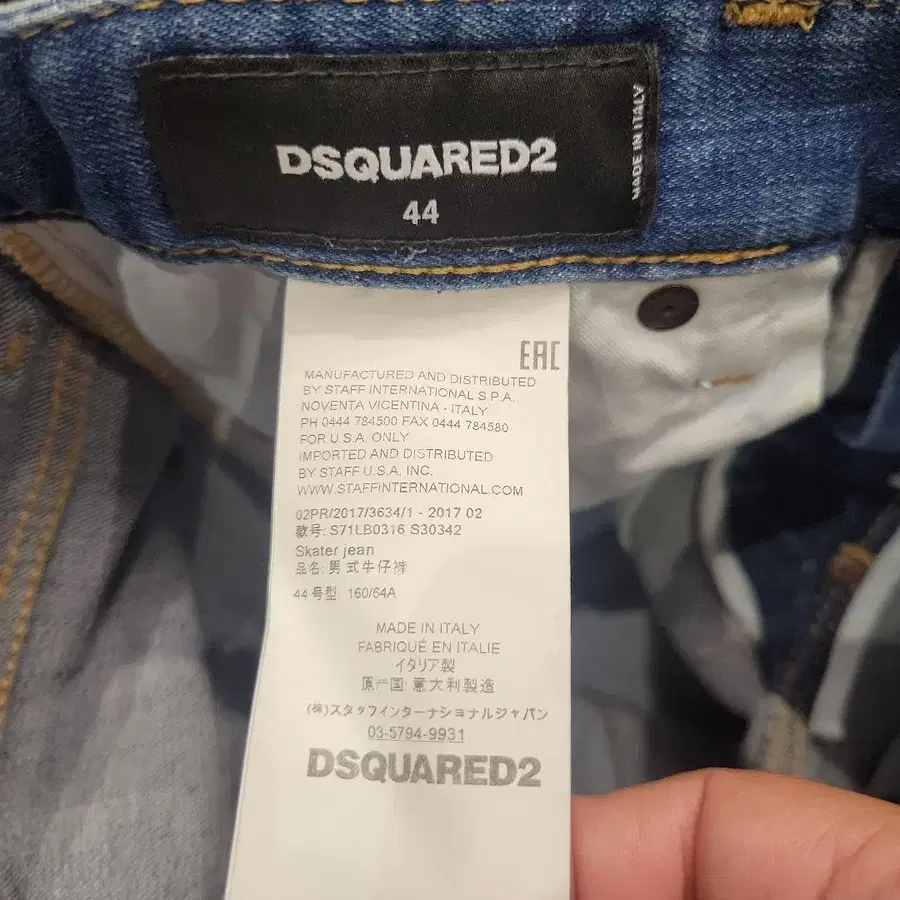 DSQUARED2
44
MADE IN ITALY
EAC
MANUFACTURED AND DISTRIBUTED
BY STAFF INTERNATIONAL S.P.A.
NOVENTA VICENTINA - ITALY
PH 0444 784500 FAX 0444 784580
FOR U.S.A. ONLY
IMPORTED AND DISTRIBUTED
BY STAFF U.S.A. INC.
WWW.STAFFINTERNATIONAL.COM
02PR/2017/3634/1 - 2017 02
款号: S71LB0316 S30342
Skater jean
品名: 男式牛仔裤
44 号型: 160/64A
MADE IN ITALY
FABRIQUÉ EN ITALIE
イタリア製
原产国: 意大利製造
(株)スタッフインターナショナルジャパン
03-5794-9931
DSQUARED2